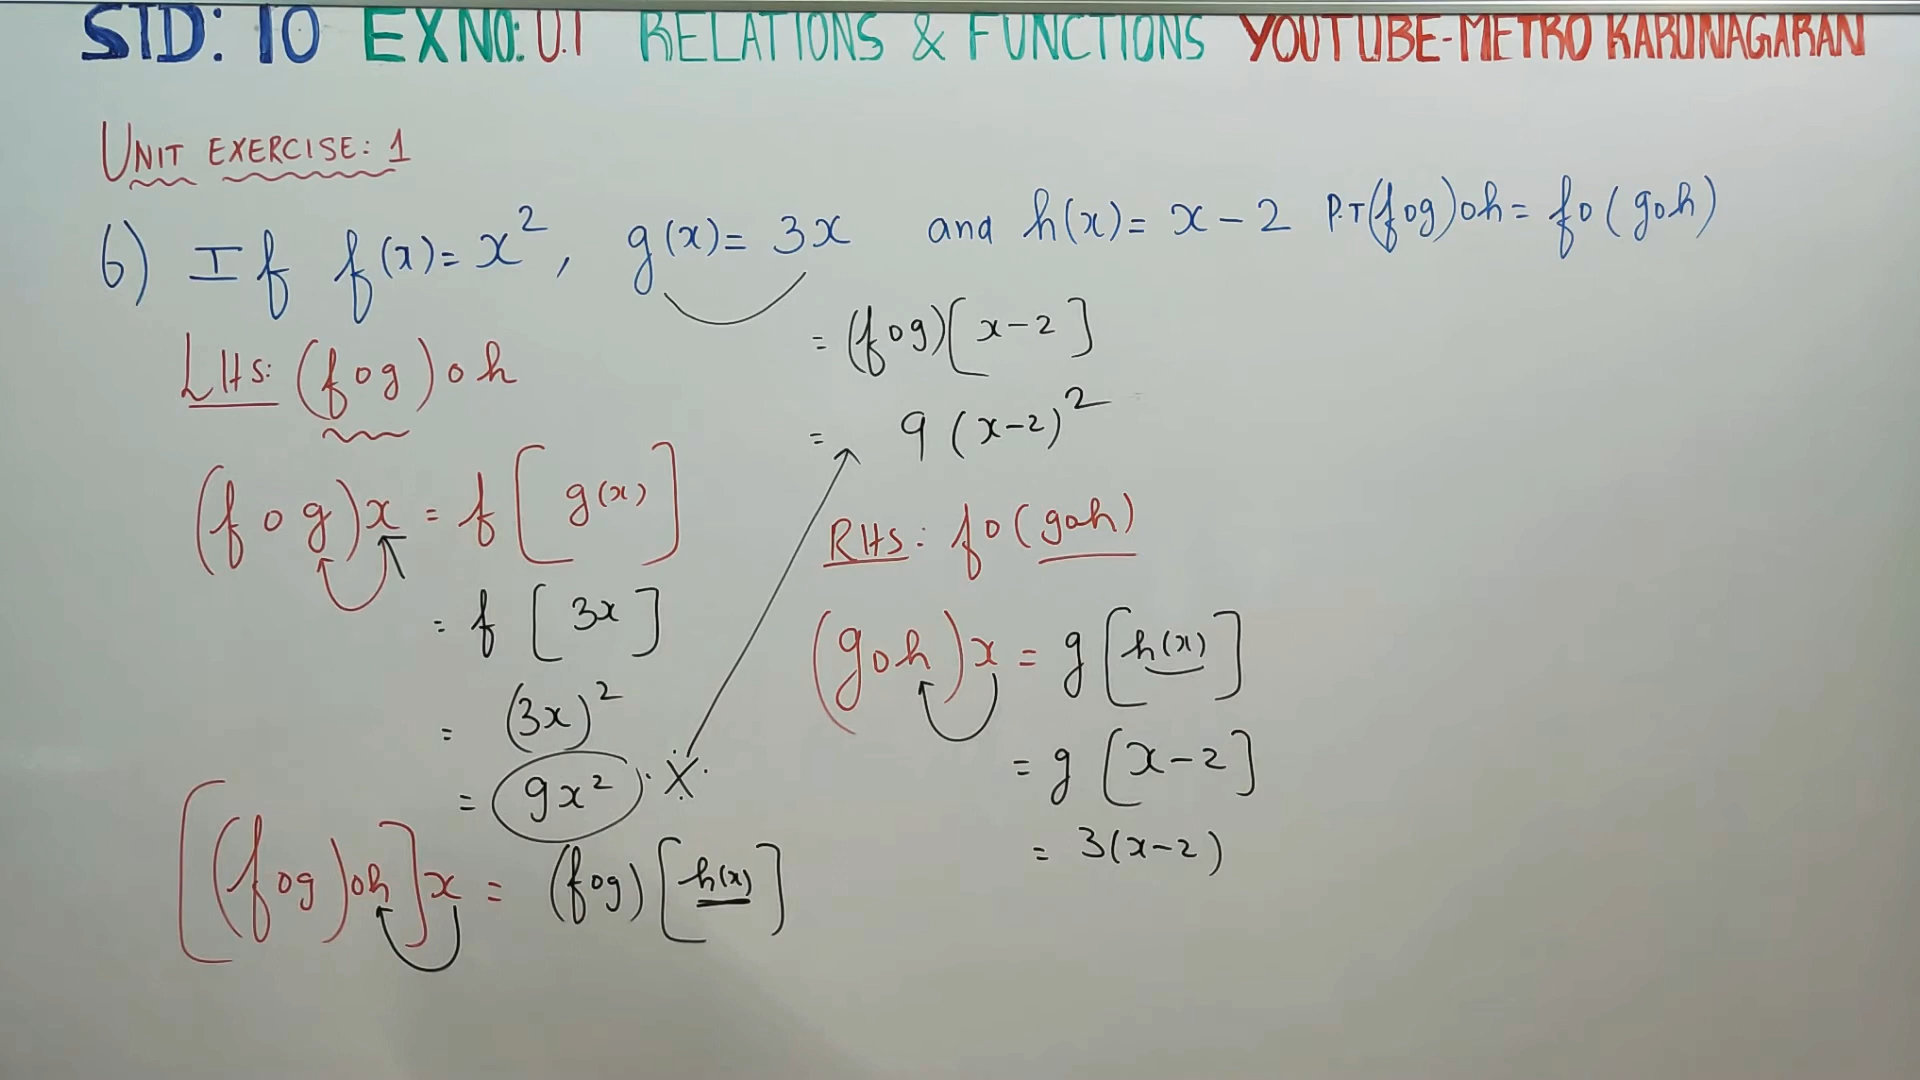 STD: 10 EX NO: U.1 RELATIONS & FUNCTIONS YOUTUBE-METRO KARUNAGARAN
UNIT EXERCISE: 1
6) If f(x)= x², g(x)= 3x and h(x)= x-2 P.T (fog)oh = fo(goh)
LHS: (fog)oh
(fog)x = f[g(x)]
= f[3x]
= (3x)²
= 9x²
[(fog)oh]x = (fog)[h(x)]
= (fog)[x-2]
= 9(x-2)²
RHS: fo(goh)
(goh)x = g[h(x)]
= g[x-2]
= 3(x-2)